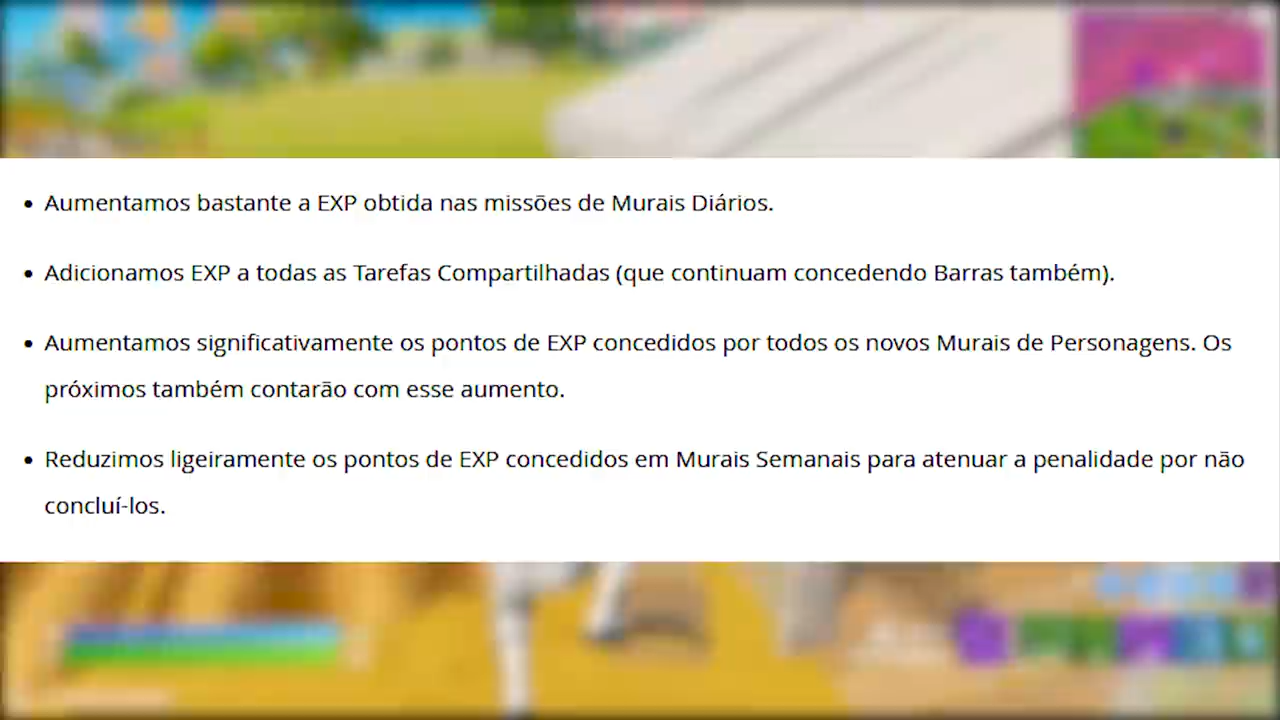 • Aumentamos bastante a EXP obtida nas missões de Murais Diários.
• Adicionamos EXP a todas as Tarefas Compartilhadas (que continuam concedendo Barras também).
• Aumentamos significativamente os pontos de EXP concedidos por todos os novos Murais de Personagens. Os
próximos também contarão com esse aumento.
• Reduzimos ligeiramente os pontos de EXP concedidos em Murais Semanais para atenuar a penalidade por não
concluí-los.